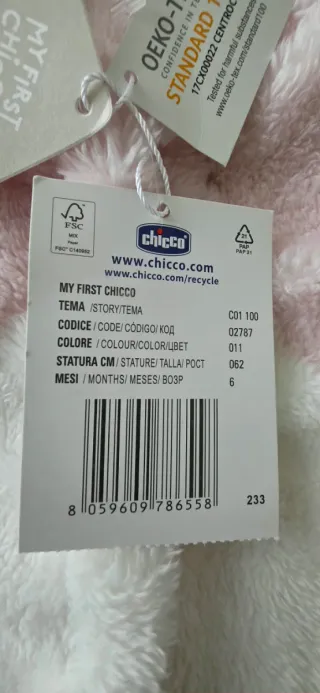 MY FIRST
OEKO-T
CONFIDENCE IN T
STANDARD 1
17CX00022 CENTROC
Tested for harmful substances
www.oeko-tex.com/standard100
FSC
MIX
Paper
FSC® C140552
chicco
21
PAP
PAP 21
www.chicco.com
www.chicco.com/recycle
MY FIRST CHICCO
TEMA /STORY/TEMA C01 100
CODICE / CODE/ CÓDIGO/ КОД 02787
COLORE / COLOUR/COLOR/ЦВЕТ 011
STATURA CM / STATURE/ TALLA/ РОСТ 062
MESI / MONTHS/ MESES/ ВОЗР 6
8 059609 786558
233